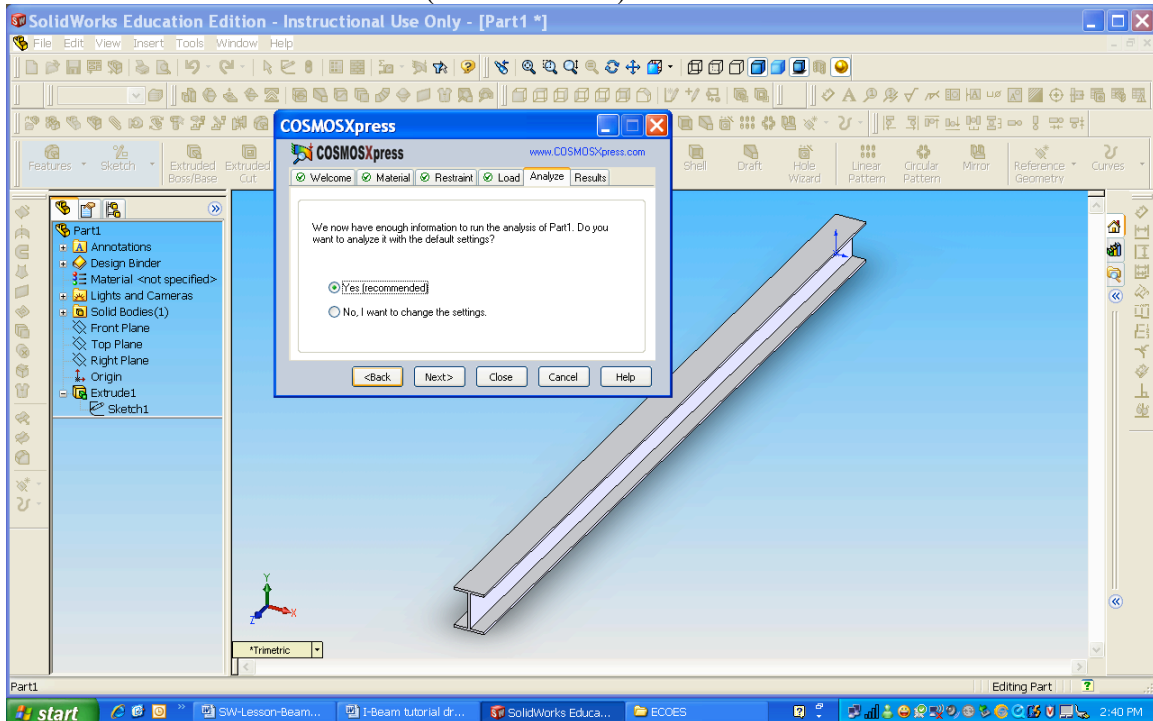 SolidWorks Education Edition - Instructional Use Only - [Part1 *]
File Edit View Insert Tools Window Help
Features Sketch Extruded Boss/Base Extruded Cut Shell Draft Hole Wizard Linear Pattern Circular Pattern Mirror Reference Geometry Curves
COSMOSXpress
COSMOSXpress www.COSMOSXpress.com
Welcome Material Restraint Load Analyze Results
We now have enough information to run the analysis of Part1. Do you
want to analyze it with the default settings?
Yes (recommended)
No, I want to change the settings.
<Back Next> Close Cancel Help
Part1
Annotations
Design Binder
Material <not specified>
Lights and Cameras
Solid Bodies(1)
Front Plane
Top Plane
Right Plane
Origin
Extrude1
Sketch1
Y
X
Z
*Trimetric
Part1 Editing Part
start SW-Lesson-Beam... I-Beam tutorial dr... SolidWorks Educa... ECOES 2:40 PM